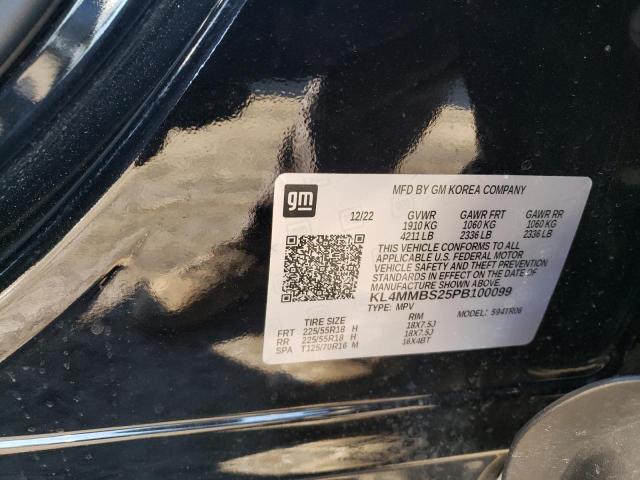 gm
MFD BY GM KOREA COMPANY
12/22 GVWR GAWR FRT GAWR RR
1910 KG 1060 KG 1060 KG
4211 LB 2336 LB 2336 LB
THIS VEHICLE CONFORMS TO ALL
APPLICABLE U.S. FEDERAL MOTOR
VEHICLE SAFETY AND THEFT PREVENTION
STANDARDS IN EFFECT ON THE DATE OF
MANUFACTURE SHOWN ABOVE.
KL4MMBS25PB100099
TYPE: MPV MODEL: 594YR06
TIRE SIZE RIM
FRT 225/55R18 H 18X7.5J
RR 225/55R18 H 18X7.5J
SPA T125/70R16 M 16X4BT